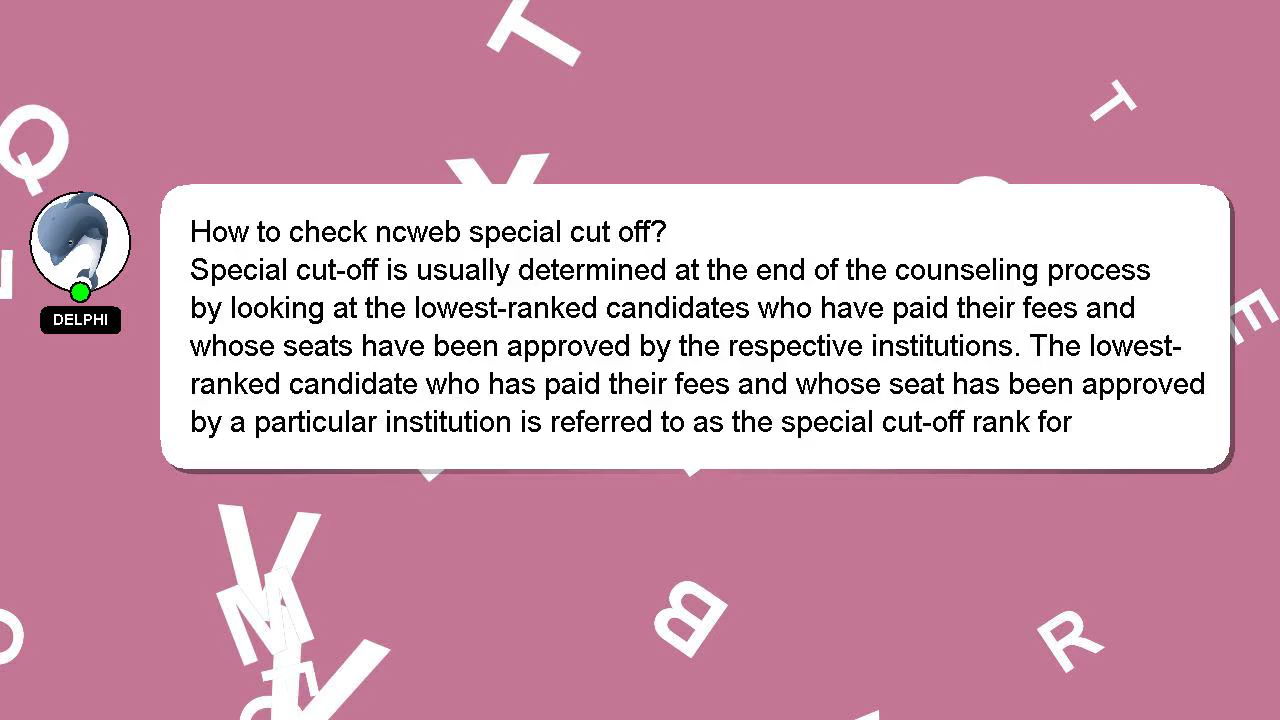 T
T
Q
How to check ncweb special cut off?
Special cut-off is usually determined at the end of the counseling process
by looking at the lowest-ranked candidates who have paid their fees and
whose seats have been approved by the respective institutions. The lowest-
ranked candidate who has paid their fees and whose seat has been approved
by a particular institution is referred to as the special cut-off rank for
DELPHI
E
V
M
B
R
V